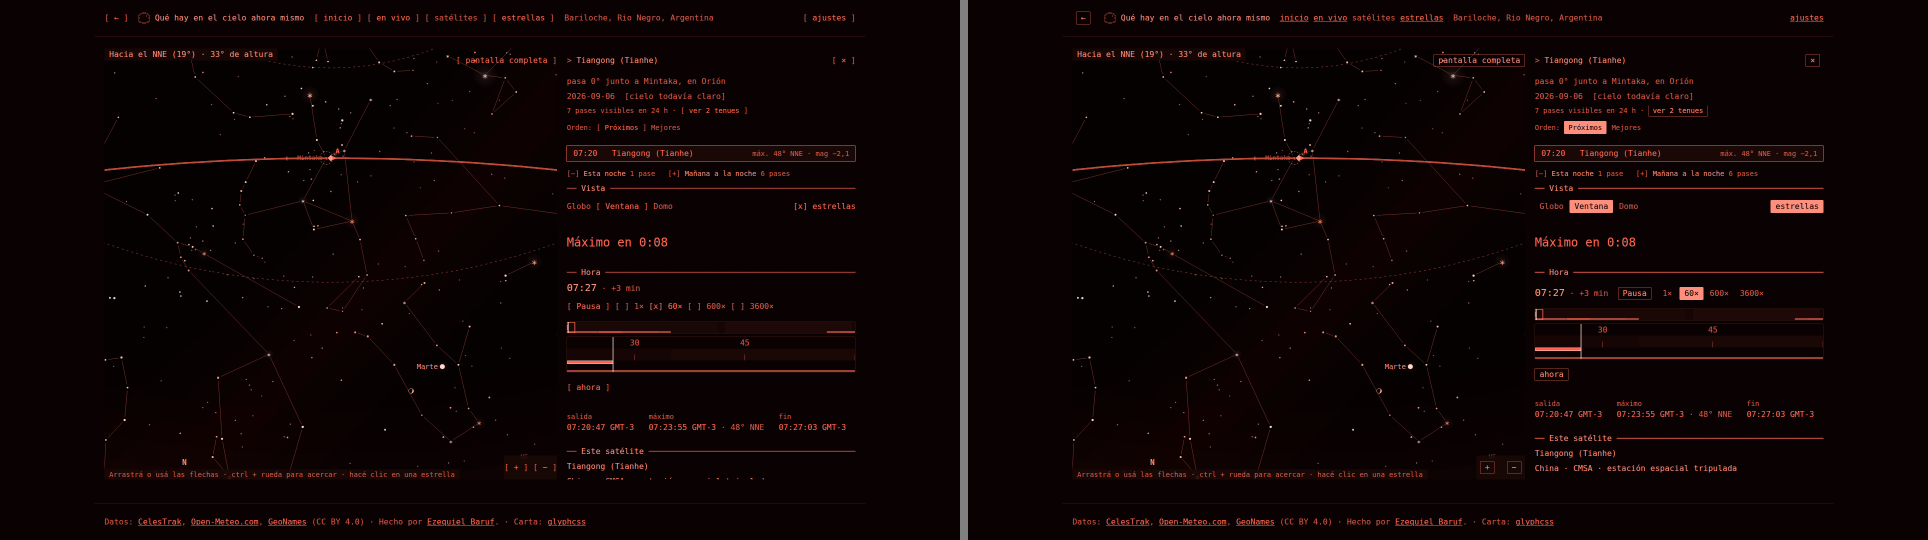 [ ← ] Qué hay en el cielo ahora mismo [ inicio ] [ en vivo ] [ satélites ] [ estrellas ] Bariloche, Rio Negro, Argentina [ ajustes ]
Hacia el NNE (19°) · 33° de altura
[ pantalla completa ]
> Tiangong (Tianhe) [ × ]
pasa 0° junto a Mintaka, en Orión
2026-09-06 [cielo todavía claro]
7 pases visibles en 24 h · [ ver 2 tenues ]
Orden: [ Próximos ] Mejores
07:20 Tiangong (Tianhe) máx. 48° NNE · mag −2,1
[−] Esta noche 1 pase [+] Mañana a la noche 6 pases
Vista
Globo [ Ventana ] Domo [x] estrellas
Máximo en 0:08
Hora
07:27 · +3 min
[ Pausa ] [ ] 1× [x] 60× [ ] 600× [ ] 3600×
30 45
[ ahora ]
salida máximo fin
07:20:47 GMT-3 07:23:55 GMT-3 · 48° NNE 07:27:03 GMT-3
Este satélite
Tiangong (Tianhe)
Mintaka
A
Marte
N
[ + ] [ − ]
Arrastrá o usá las flechas · ctrl + rueda para acercar · hacé clic en una estrella
Datos: CelesTrak, Open-Meteo.com, GeoNames (CC BY 4.0) · Hecho por Ezequiel Baruf. · Carta: glyphcss
← Qué hay en el cielo ahora mismo inicio en vivo satélites estrellas Bariloche, Rio Negro, Argentina ajustes
Hacia el NNE (19°) · 33° de altura
pantalla completa
> Tiangong (Tianhe) ×
pasa 0° junto a Mintaka, en Orión
2026-09-06 [cielo todavía claro]
7 pases visibles en 24 h · ver 2 tenues
Orden: Próximos Mejores
07:20 Tiangong (Tianhe) máx. 48° NNE · mag −2,1
[−] Esta noche 1 pase [+] Mañana a la noche 6 pases
Vista
Globo Ventana Domo estrellas
Máximo en 0:08
Hora
07:27 · +3 min Pausa 1× 60× 600× 3600×
30 45
ahora
salida máximo fin
07:20:47 GMT-3 07:23:55 GMT-3 · 48° NNE 07:27:03 GMT-3
Este satélite
Tiangong (Tianhe)
China · CMSA · estación espacial tripulada
Mintaka
A
Marte
N
+ −
Arrastrá o usá las flechas · ctrl + rueda para acercar · hacé clic en una estrella
Datos: CelesTrak, Open-Meteo.com, GeoNames (CC BY 4.0) · Hecho por Ezequiel Baruf. · Carta: glyphcss